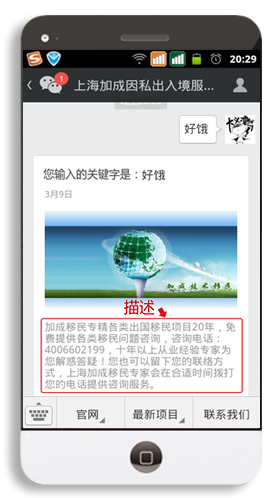 20:29
1
上海加成因私出入境服...
好饿
您输入的关键字是：好饿
3月9日
加成技术移民
描述
加成移民专精各类出国移民项目20年，免
费提供各类移民问题咨询，咨询电话：
4006602199，十年以上从业经验专家为
您解惑答疑！您也可以留下您的联络方
式，上海加成移民专家会在合适时间拨打
您的电话提供咨询服务。
官网
最新项目
联系我们